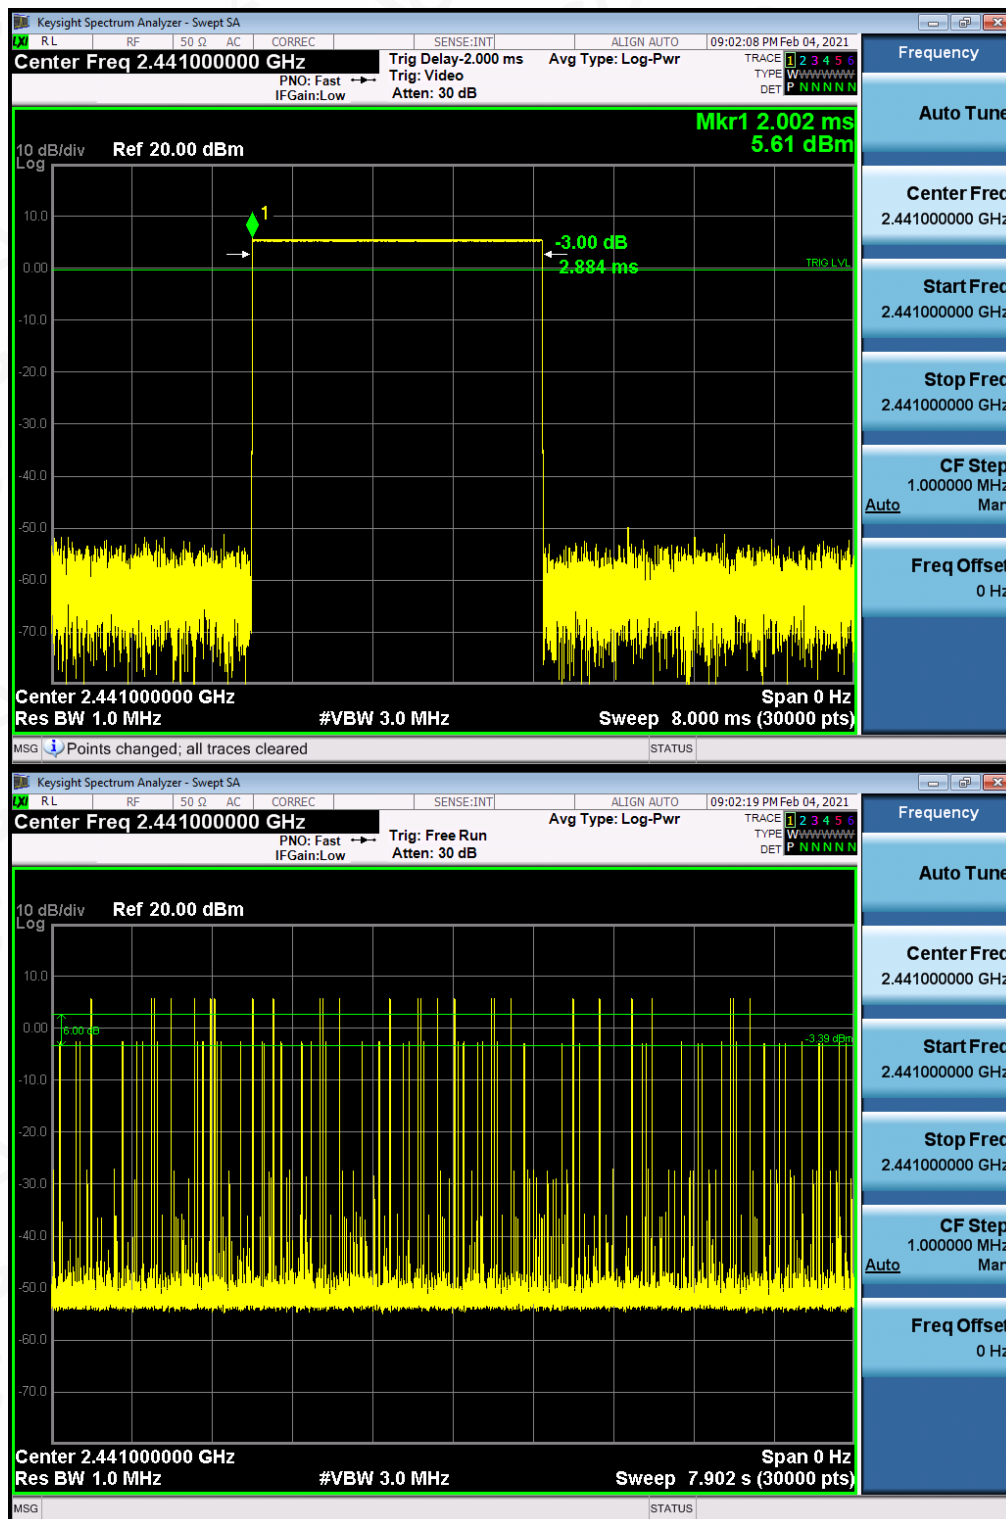 Keysight Spectrum Analyzer - Swept SA
LXI RL RF 50 Ω AC CORREC SENSE:INT ALIGN AUTO 09:02:08 PM Feb 04, 2021
Center Freq 2.441000000 GHz
PNO: Fast
IFGain:Low
Trig Delay-2.000 ms
Trig: Video
Atten: 30 dB
Avg Type: Log-Pwr
TRACE 1 2 3 4 5 6
TYPE WWWWWW
DET P N N N N N
Mkr1 2.002 ms
5.61 dBm
10 dB/div Ref 20.00 dBm
Log
10.0
1
-3.00 dB
2.884 ms
0.00
TRIG LVL
-10.0
-20.0
-30.0
-40.0
-50.0
-60.0
-70.0
Center 2.441000000 GHz Span 0 Hz
Res BW 1.0 MHz #VBW 3.0 MHz Sweep 8.000 ms (30000 pts)
MSG Points changed; all traces cleared STATUS
Frequency
Auto Tune
Center Freq
2.441000000 GHz
Start Freq
2.441000000 GHz
Stop Freq
2.441000000 GHz
CF Step
1.000000 MHz
Auto Man
Freq Offset
0 Hz
Keysight Spectrum Analyzer - Swept SA
LXI RL RF 50 Ω AC CORREC SENSE:INT ALIGN AUTO 09:02:19 PM Feb 04, 2021
Center Freq 2.441000000 GHz
PNO: Fast
IFGain:Low
Trig: Free Run
Atten: 30 dB
Avg Type: Log-Pwr
TRACE 1 2 3 4 5 6
TYPE WWWWWW
DET P N N N N N
10 dB/div Ref 20.00 dBm
Log
10.0
0.00
6.00 dB
-3.39 dBm
-10.0
-20.0
-30.0
-40.0
-50.0
-60.0
-70.0
Center 2.441000000 GHz Span 0 Hz
Res BW 1.0 MHz #VBW 3.0 MHz Sweep 7.902 s (30000 pts)
MSG STATUS
Frequency
Auto Tune
Center Freq
2.441000000 GHz
Start Freq
2.441000000 GHz
Stop Freq
2.441000000 GHz
CF Step
1.000000 MHz
Auto Man
Freq Offset
0 Hz